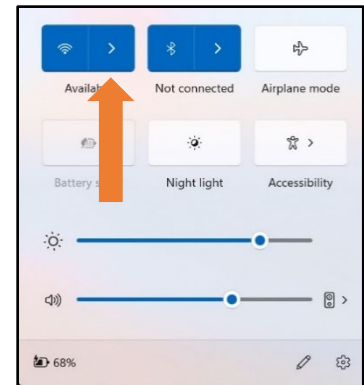 Not connected
Airplane mode
Night light
Accessibility
68%